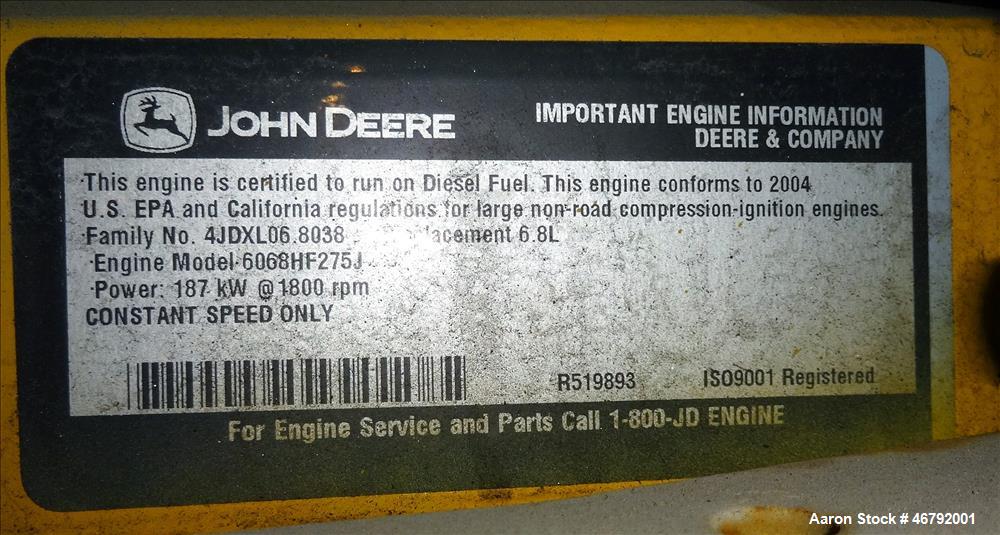 JOHN DEERE
IMPORTANT ENGINE INFORMATION
DEERE & COMPANY
This engine is certified to run on Diesel Fuel. This engine conforms to 2004
U.S. EPA and California regulations for large non-road compression-ignition engines.
Family No. 4JDXL06.8038 6.8L
Engine Model 6068HF275J
Power: 187 kW @ 1800 rpm
CONSTANT SPEED ONLY
R519893 ISO9001 Registered
For Engine Service and Parts Call 1-800-JD ENGINE
Aaron Stock # 46792001